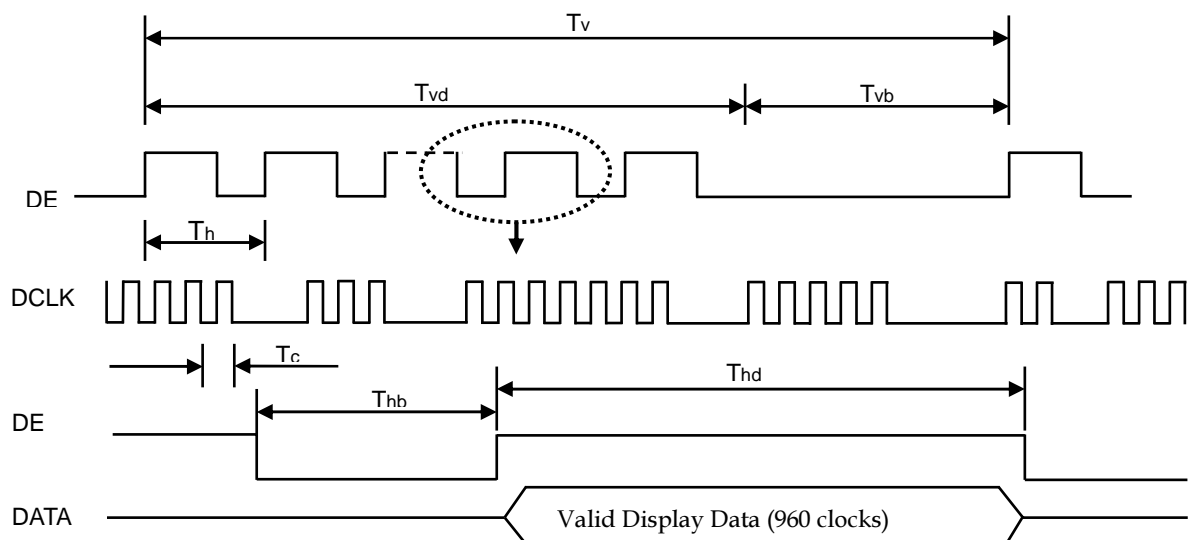 Tv
Tvd
Tvb
DE
Th
DCLK
Tc
Thd
Thb
DE
DATA
Valid Display Data (960 clocks)